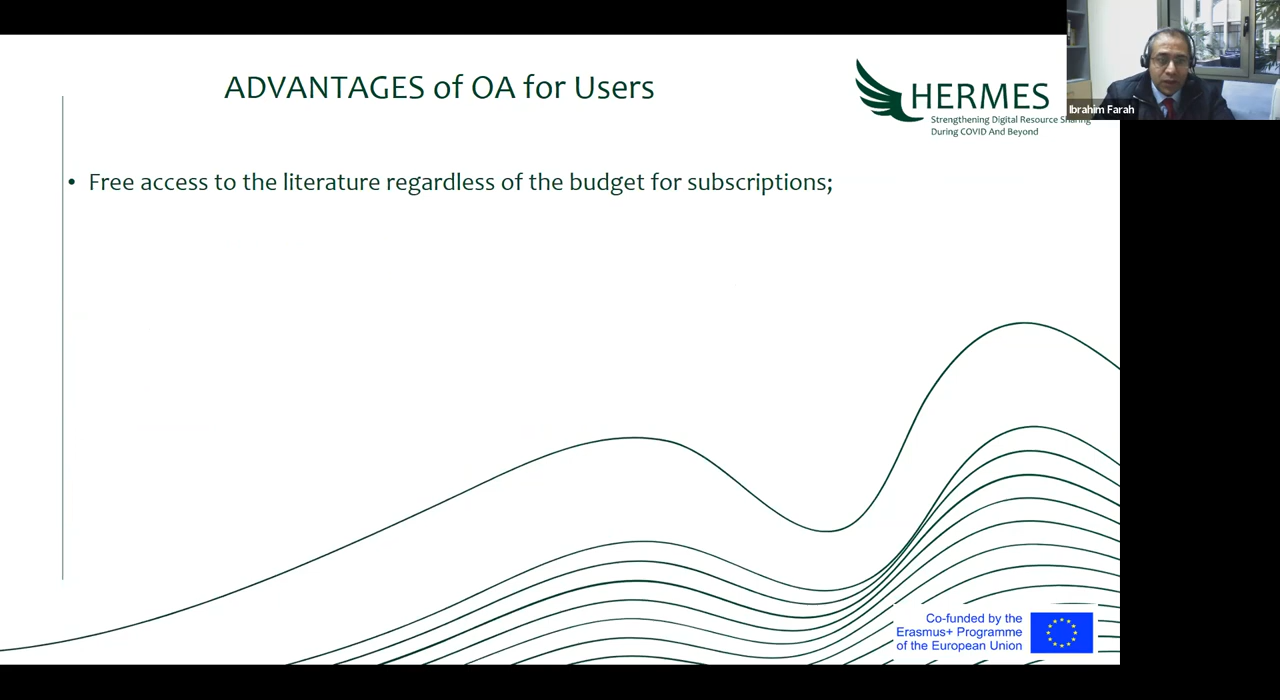 ADVANTAGES of OA for Users
HERMES
Strengthening Digital Resource Sharing
During COVID And Beyond
Ibrahim Farah
• Free access to the literature regardless of the budget for subscriptions;
Co-funded by the
Erasmus+ Programme
of the European Union